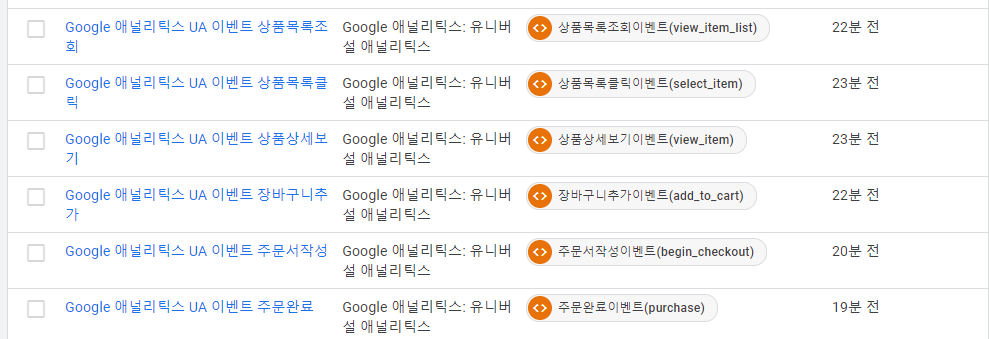 Google 애널리틱스 UA 이벤트 상품목록조
회
Google 애널리틱스: 유니버
설 애널리틱스
상품목록조회이벤트(view_item_list)
22분 전
Google 애널리틱스 UA 이벤트 상품목록클
릭
Google 애널리틱스: 유니버
설 애널리틱스
상품목록클릭이벤트(select_item)
23분 전
Google 애널리틱스 UA 이벤트 상품상세보
기
Google 애널리틱스: 유니버
설 애널리틱스
상품상세보기이벤트(view_item)
23분 전
Google 애널리틱스 UA 이벤트 장바구니추
가
Google 애널리틱스: 유니버
설 애널리틱스
장바구니추가이벤트(add_to_cart)
22분 전
Google 애널리틱스 UA 이벤트 주문서작성
Google 애널리틱스: 유니버
설 애널리틱스
주문서작성이벤트(begin_checkout)
20분 전
Google 애널리틱스 UA 이벤트 주문완료
Google 애널리틱스: 유니버
설 애널리틱스
주문완료이벤트(purchase)
19분 전